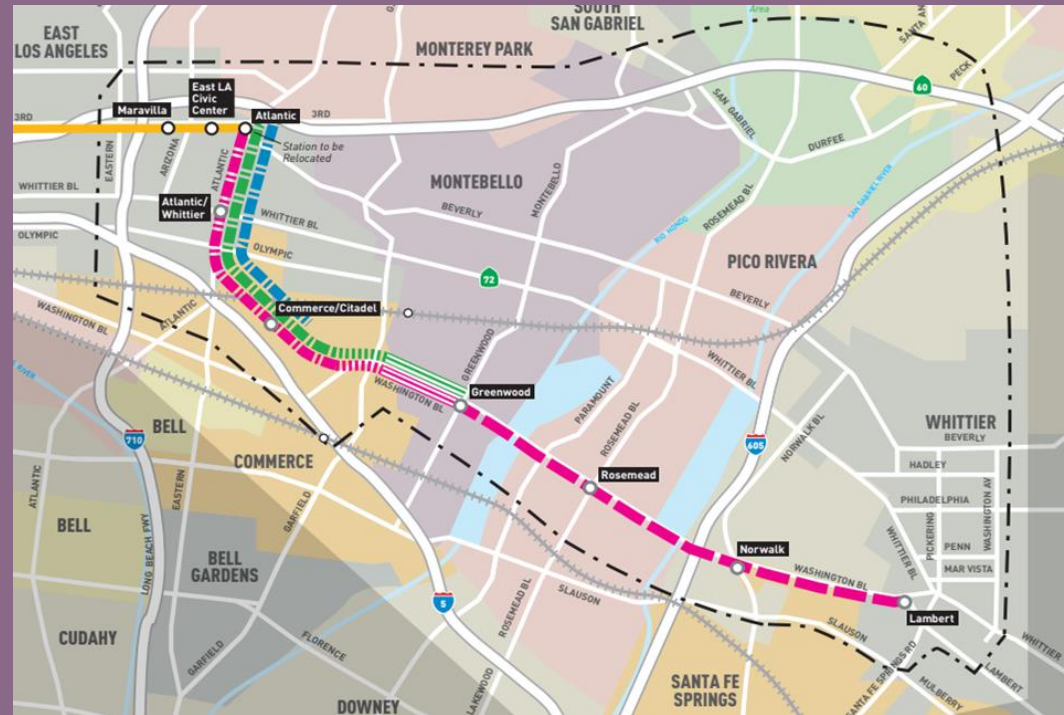 SOUTH
SAN GABRIEL
Area
EAST
LOS ANGELES
MONTEREY PARK
SANTA AN
PECK
60
East LA
Civic
Center
Maravilla
Atlantic
3RD
3RD
Station to be
Relocated
SAN GABRIEL
DURFEE
EASTERN
ARIZONA
ATLANTIC
MONTEBELLO
MONTEBELLO
WHITTIER BL
BEVERLY
ROSEMEAD BL
SAN GABRIEL RIVER
RIO HONDO
Atlantic/
Whittier
WHITTIER BL
OLYMPIC
OLYMPIC
72
PICO RIVERA
BEVERLY
WASHINGTON BL
ATLANTIC
Commerce/Citadel
GREENWOOD
WHITTIER BL
RIVER
WASHINGTON BL
Greenwood
PARAMOUNT
ROSEMEAD BL
NORWALK BL
WHITTIER
BEVERLY
710
BELL
COMMERCE
605
HADLEY
ATLANTIC
EASTERN
GARFIELD
Rosemead
PHILADELPHIA
WASHINGTON AV
PICKERING
BELL
LONG BEACH FWY
WHITTIER BL
PENN
BELL
GARDENS
Norwalk
WASHINGTON BL
MAR VISTA
SLAUSON
5
ROSEMEAD BL
Lambert
CUDAHY
SLAUSON
GARFIELD
FLORENCE
WHITTIER
LAMBERT
SANTA FE SPRINGS RD
MULBERRY
SANTA FE
SPRINGS
LAKEWOOD
DOWNEY